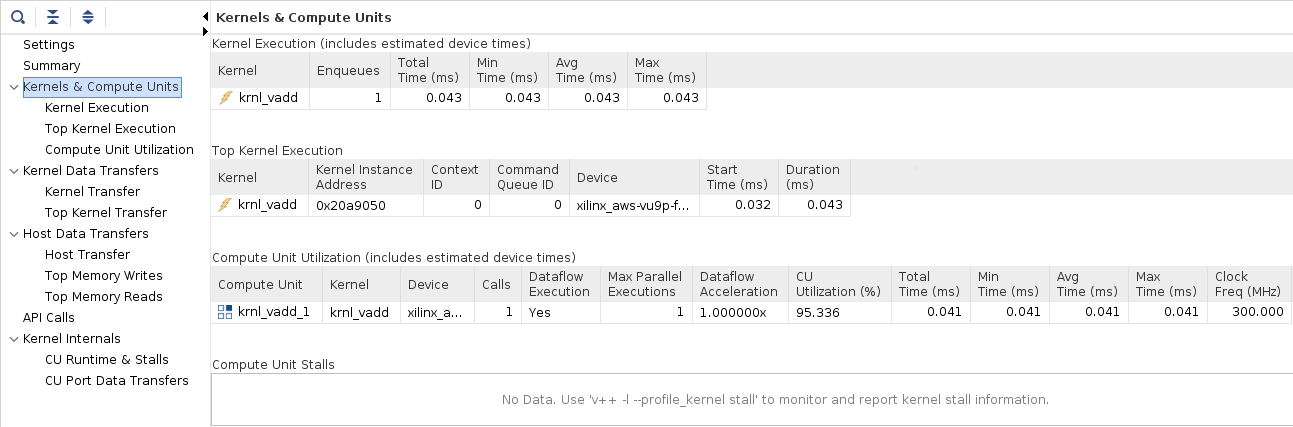 Kernels & Compute Units
Settings
Summary
Kernels & Compute Units
Kernel Execution
Top Kernel Execution
Compute Unit Utilization
Kernel Data Transfers
Kernel Transfer
Top Kernel Transfer
Host Data Transfers
Host Transfer
Top Memory Writes
Top Memory Reads
API Calls
Kernel Internals
CU Runtime & Stalls
CU Port Data Transfers
Kernel Execution (includes estimated device times)
Kernel Enqueues Total Time (ms) Min Time (ms) Avg Time (ms) Max Time (ms)
krnl_vadd 1 0.043 0.043 0.043 0.043
Top Kernel Execution
Kernel Kernel Instance Address Context ID Command Queue ID Device Start Time (ms) Duration (ms)
krnl_vadd 0x20a9050 0 0 xilinx_aws-vu9p-f... 0.032 0.043
Compute Unit Utilization (includes estimated device times)
Compute Unit Kernel Device Calls Dataflow Execution Max Parallel Executions Dataflow Acceleration CU Utilization (%) Total Time (ms) Min Time (ms) Avg Time (ms) Max Time (ms) Clock Freq (MHz)
krnl_vadd_1 krnl_vadd xilinx_a... 1 Yes 1 1.000000x 95.336 0.041 0.041 0.041 0.041 300.000
Compute Unit Stalls
No Data. Use 'v++ -l --profile_kernel stall' to monitor and report kernel stall information.